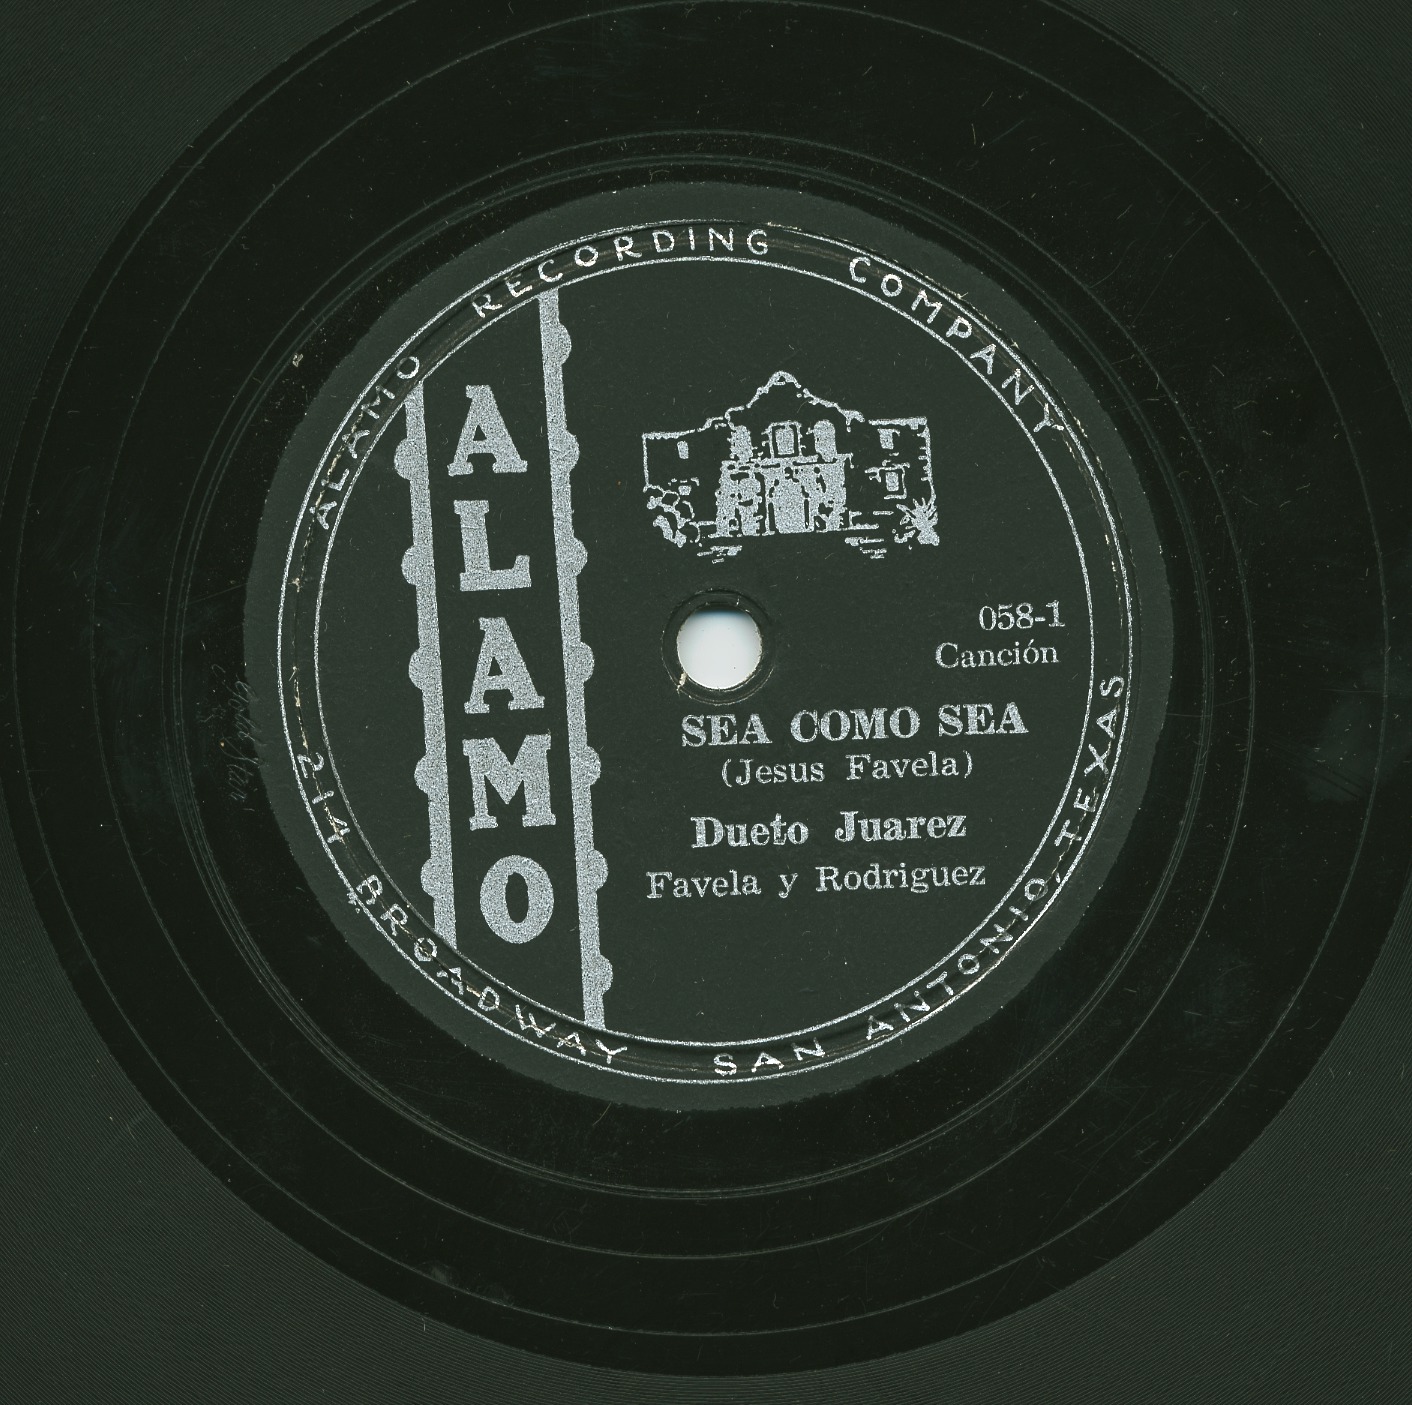 ALAMO RECORDING COMPANY
ALAMO
058-1
Canción
SEA COMO SEA
(Jesus Favela)
Dueto Juarez
Favela y Rodriguez
214 BROADWAY SAN ANTONIO, TEXAS